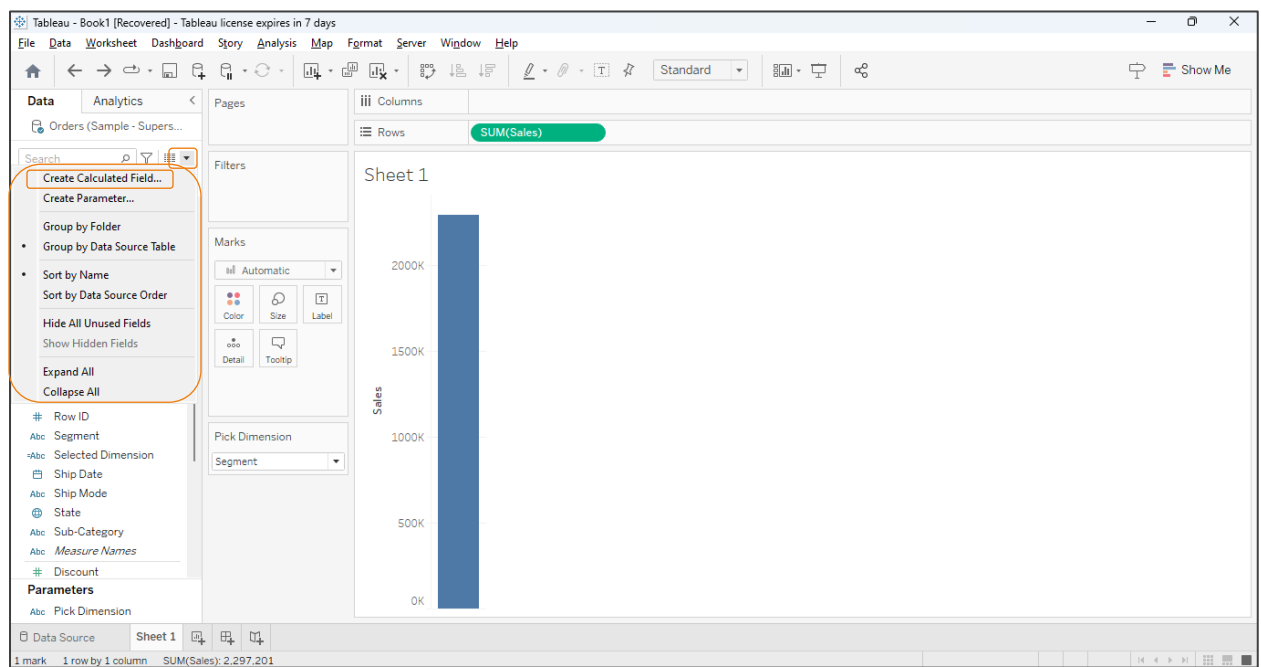 Tableau - Book1 [Recovered] - Tableau license expires in 7 days
File Data Worksheet Dashboard Story Analysis Map Format Server Window Help
Standard
Show Me
Data Analytics
Orders (Sample - Supers...
Search
Create Calculated Field...
Create Parameter...
Group by Folder
Group by Data Source Table
Sort by Name
Sort by Data Source Order
Hide All Unused Fields
Show Hidden Fields
Expand All
Collapse All
# Row ID
Abc Segment
=Abc Selected Dimension
Ship Date
Abc Ship Mode
State
Abc Sub-Category
Abc Measure Names
# Discount
Parameters
Abc Pick Dimension
Pages
Filters
Marks
Automatic
Color Size Label
Detail Tooltip
Pick Dimension
Segment
Columns
Rows SUM(Sales)
Sheet 1
2000K
1500K
1000K
500K
0K
Sales
Data Source Sheet 1
1 mark 1 row by 1 column SUM(Sales): 2,297,201